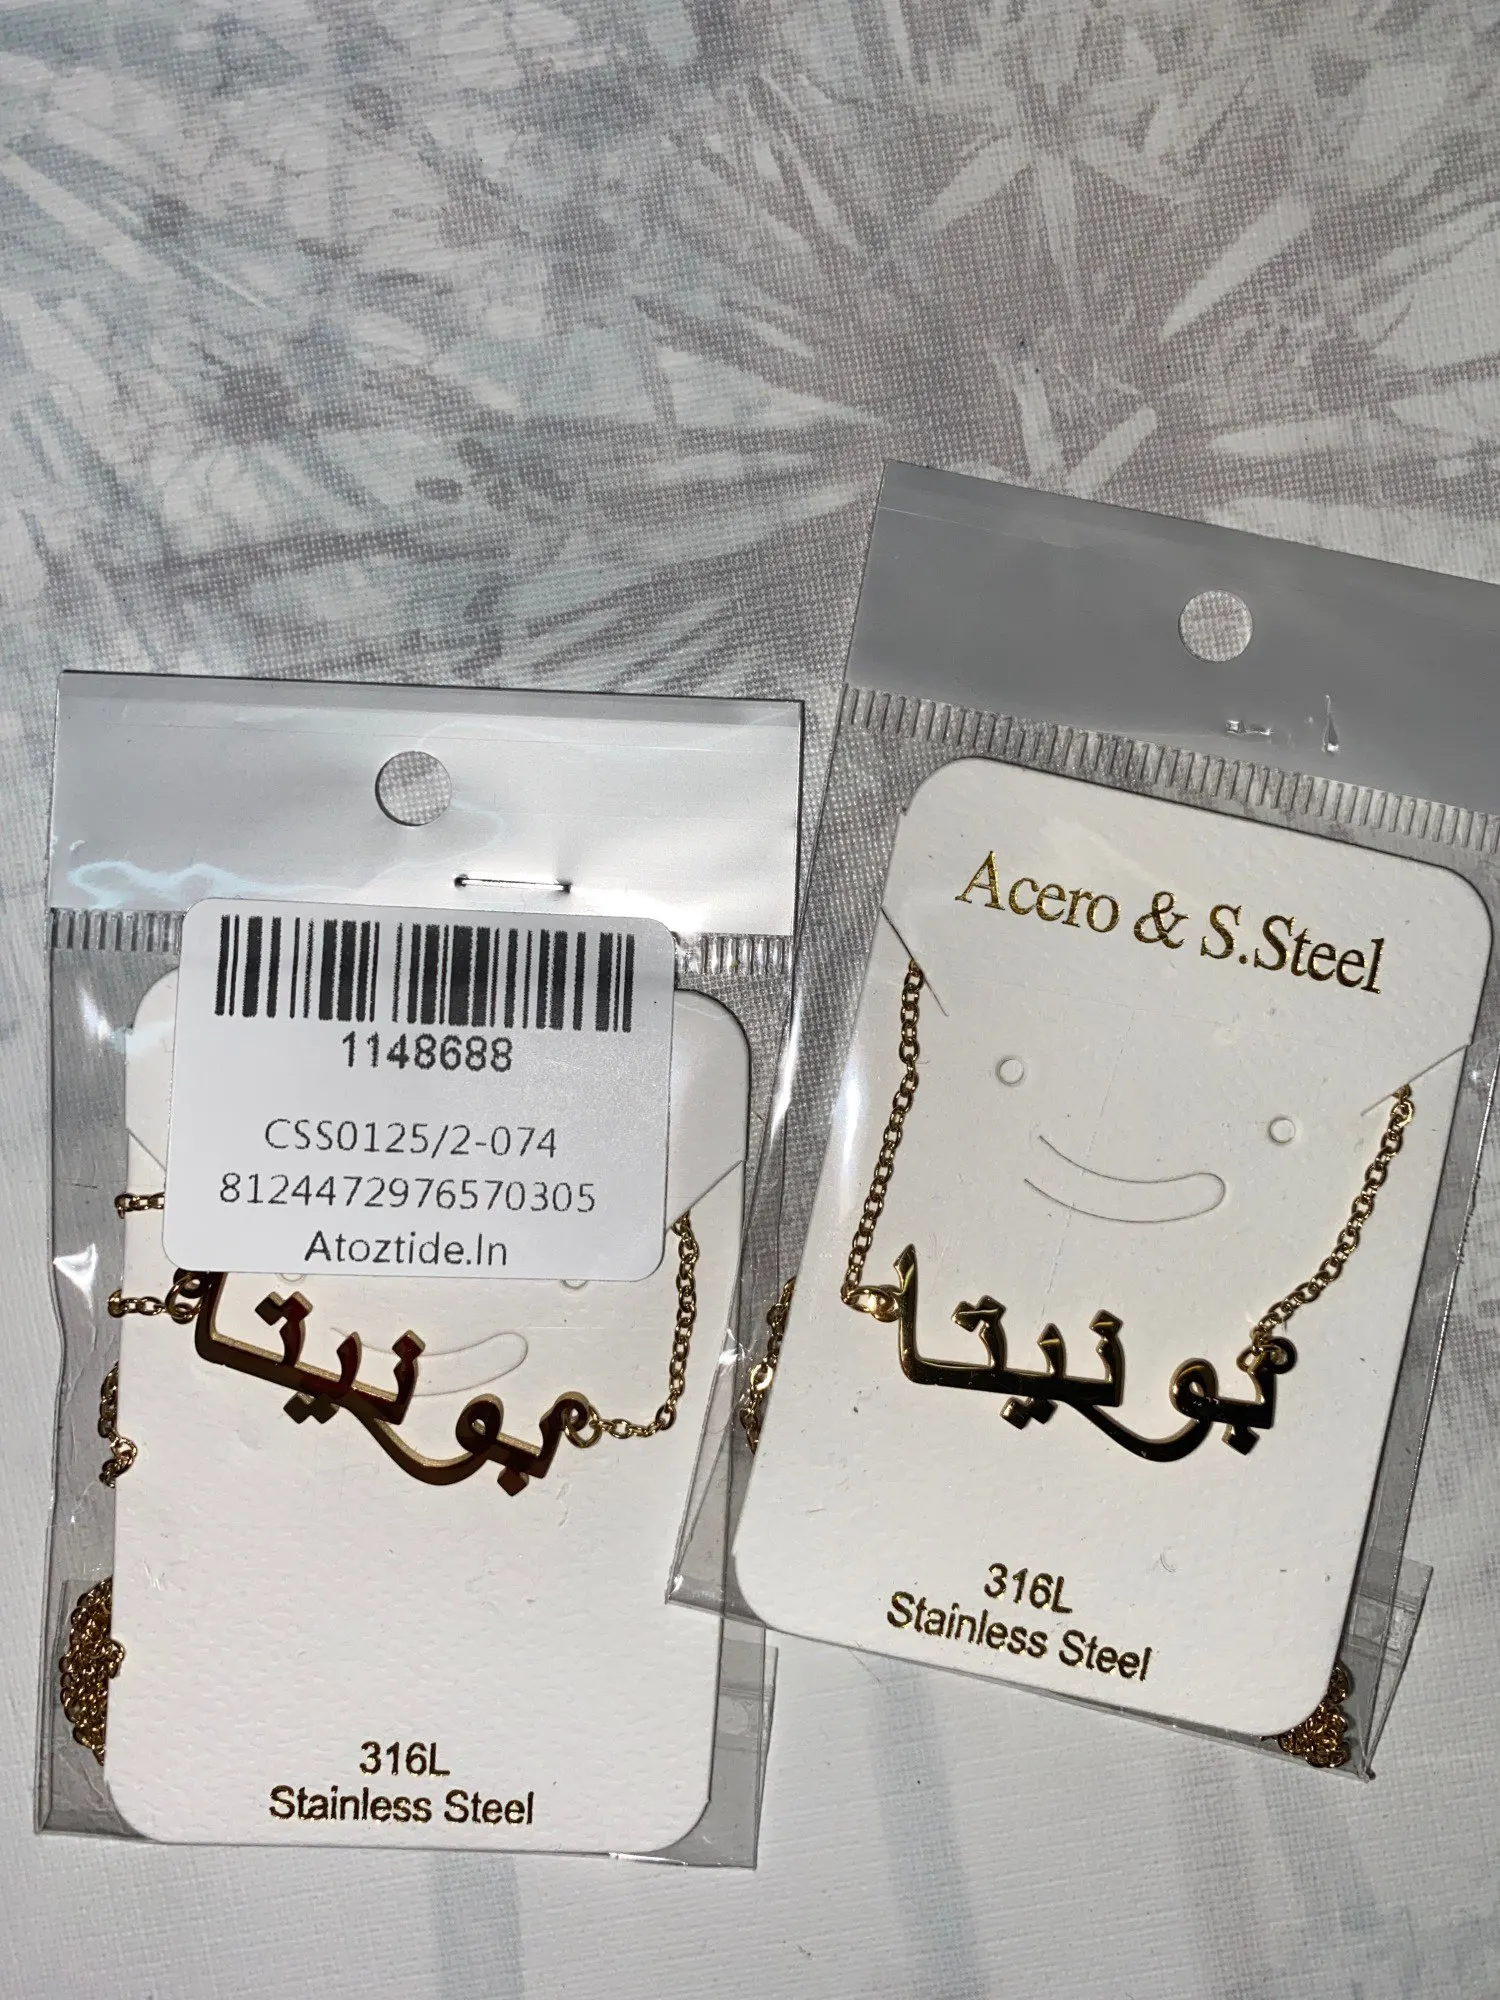 1148688
CSS0125/2-074
8124472976570305
Atoztide.In
بونيتا
316L
Stainless Steel
Acero & S.Steel
بونيتا
316L
Stainless Steel